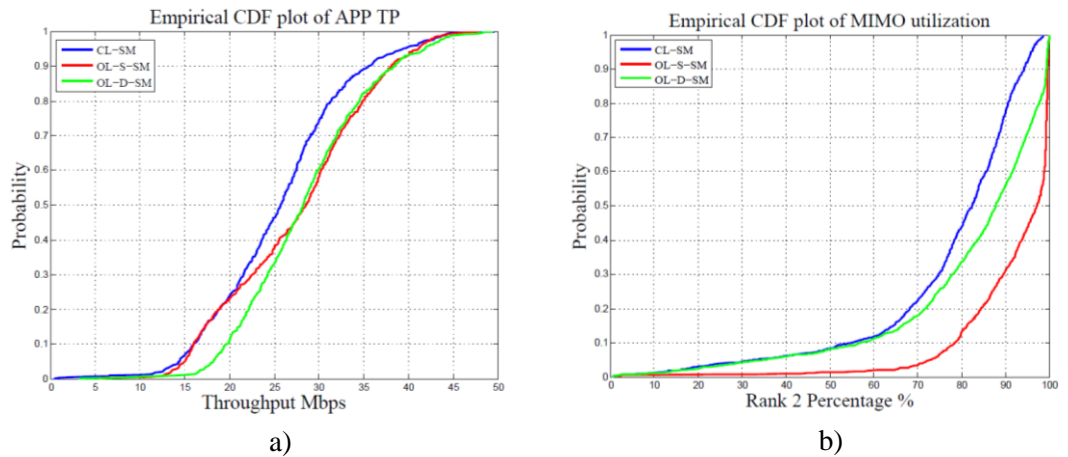 Empirical CDF plot of APP TP
CL-SM
OL-S-SM
OL-D-SM
Probability
1
0.9
0.8
0.7
0.6
0.5
0.4
0.3
0.2
0.1
0
0 5 10 15 20 25 30 35 40 45 50
Throughput Mbps
a)
Empirical CDF plot of MIMO utilization
CL-SM
OL-S-SM
OL-D-SM
Probability
1
0.9
0.8
0.7
0.6
0.5
0.4
0.3
0.2
0.1
0
0 10 20 30 40 50 60 70 80 90 100
Rank 2 Percentage %
b)